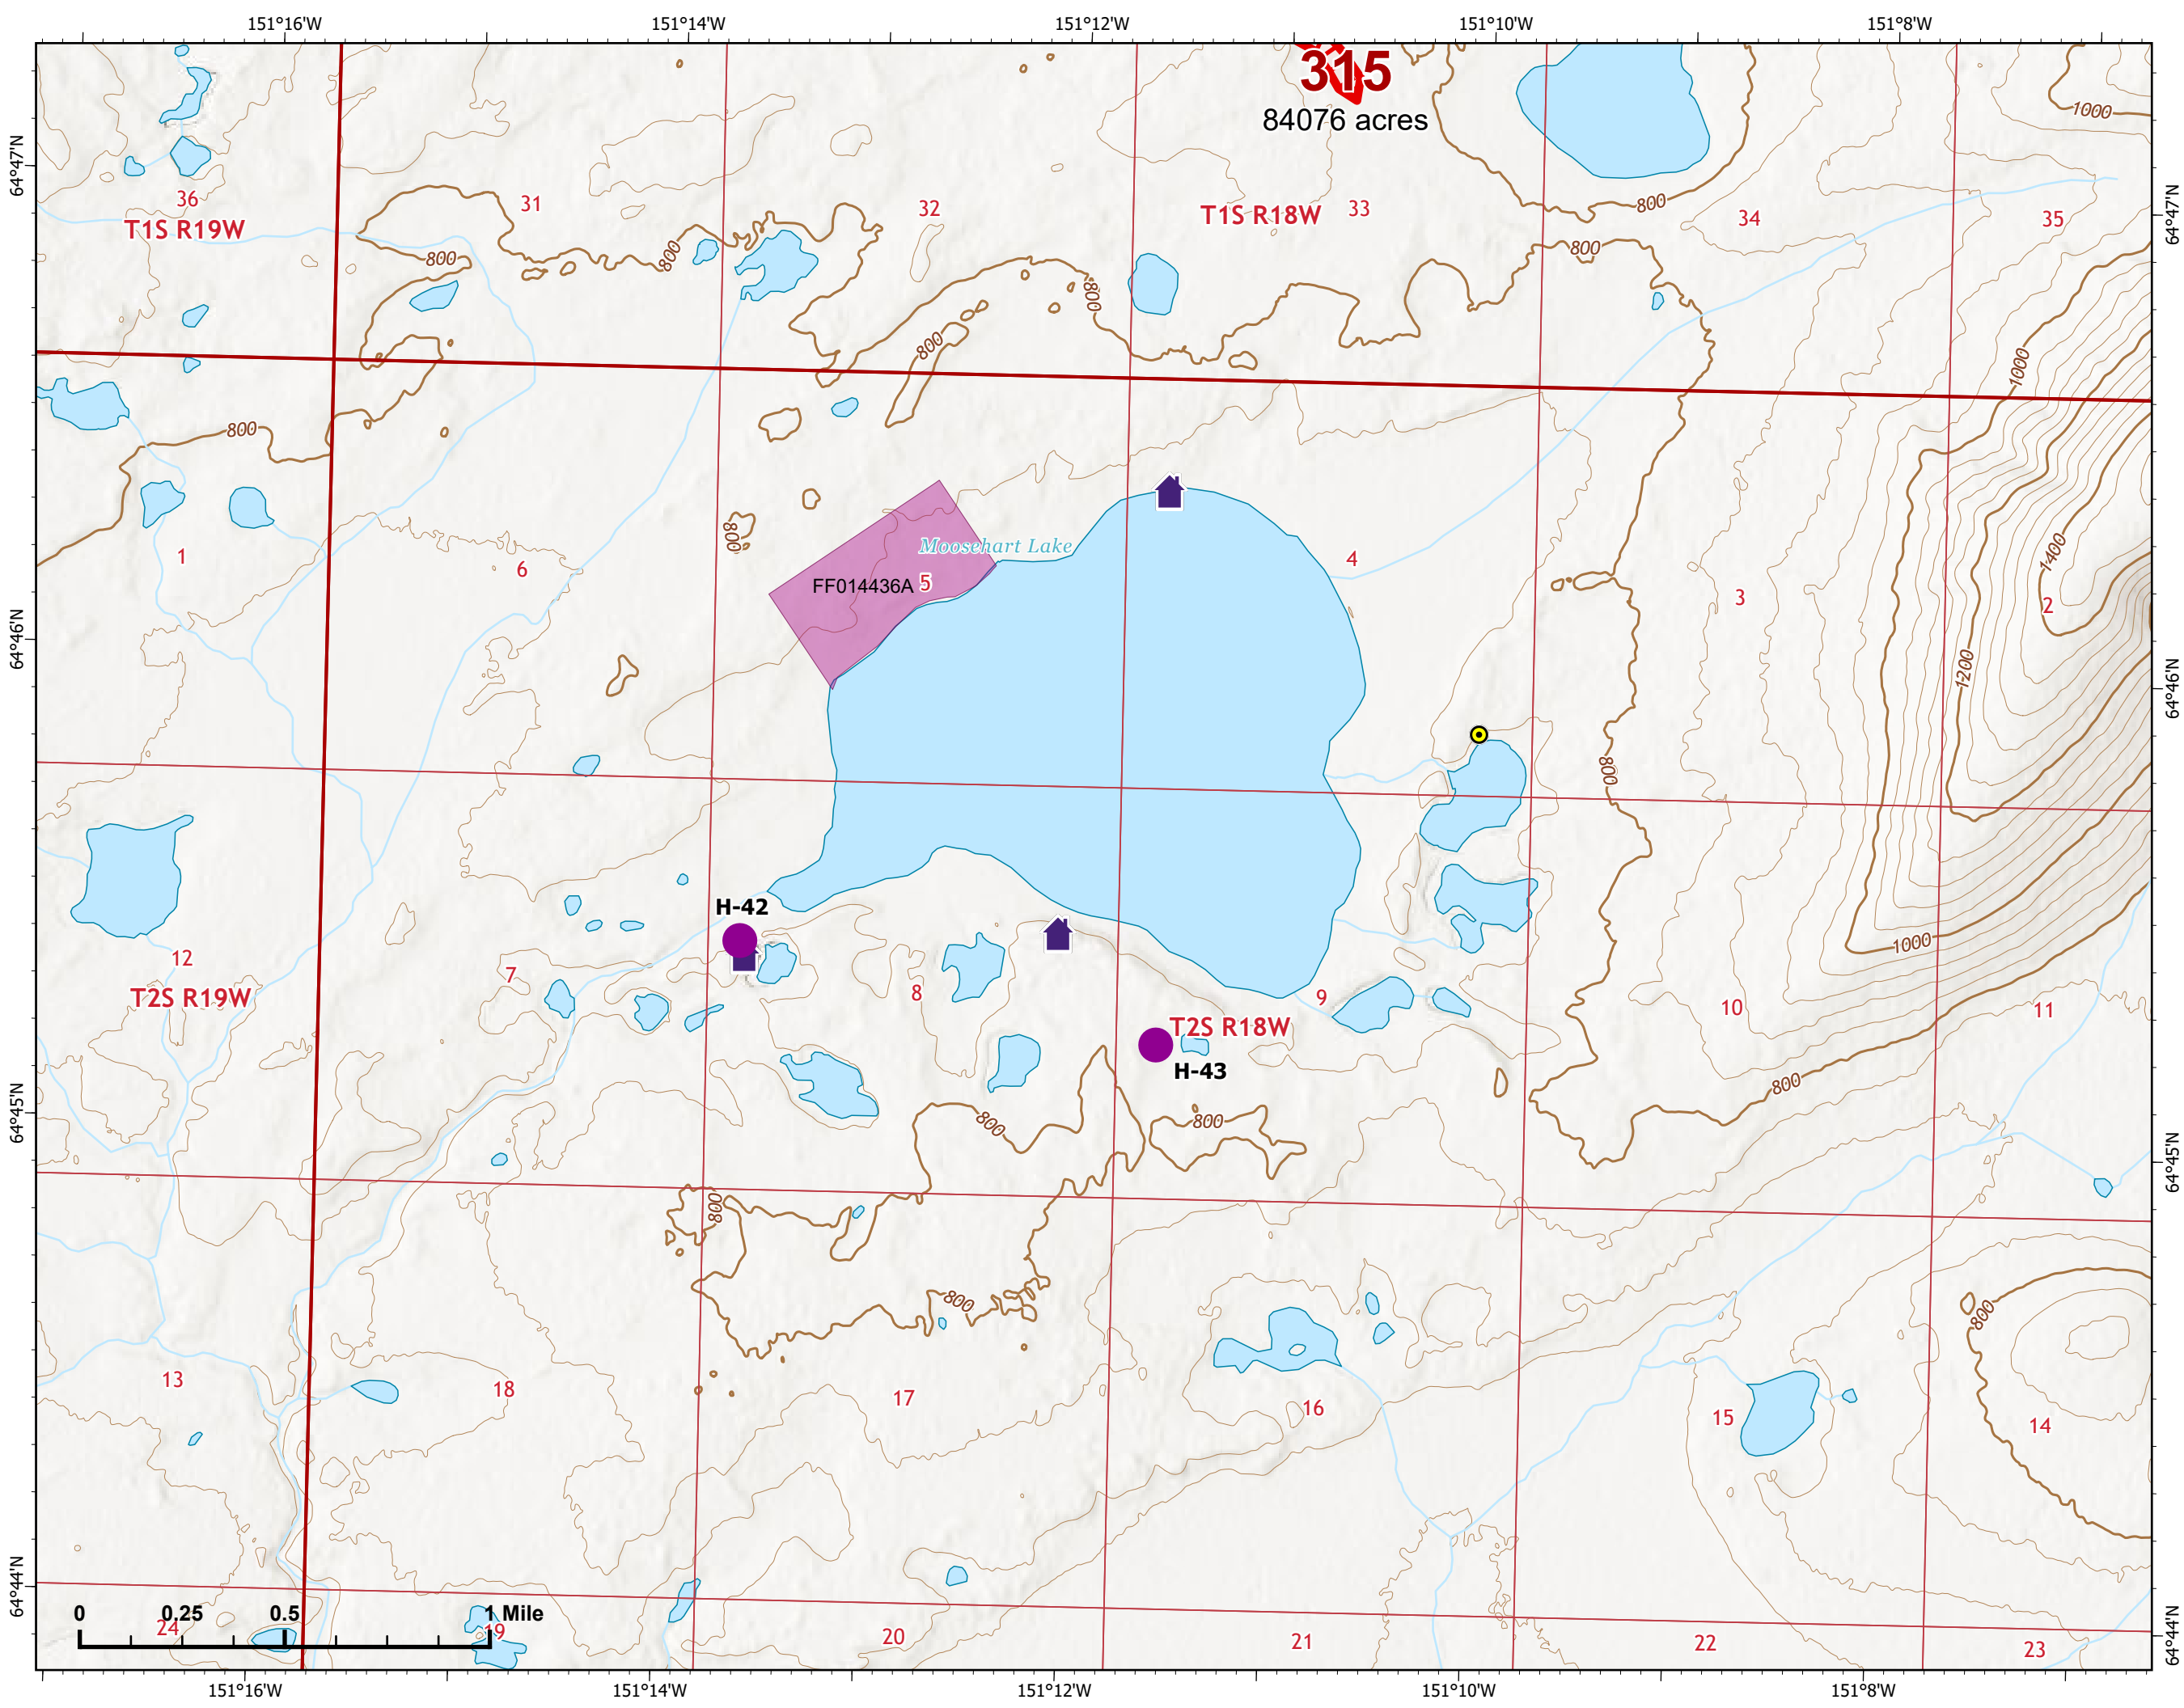 151°16'W 151°14'W 151°12'W 151°10'W 151°8'W
315
84076 acres
1000
64°47'N
36
31
32
33
34
35
800
T1S R19W
T1S R18W
64°47'N
800
800
800
800
800
1000
800
800
1400
Moosehart Lake
1
6
FF014436A
5
4
3
2
64°46'N
64°46'N
1200
800
H-42
1000
12
7
8
9
10
11
T2S R19W
T2S R18W
H-43
64°45'N
800
800
800
64°45'N
800
800
800
13
18
17
16
15
14
64°44'N
0 0.25 0.5 1 Mile
24
19
20
21
22
23
64°44'N
151°16'W 151°14'W 151°12'W 151°10'W 151°8'W